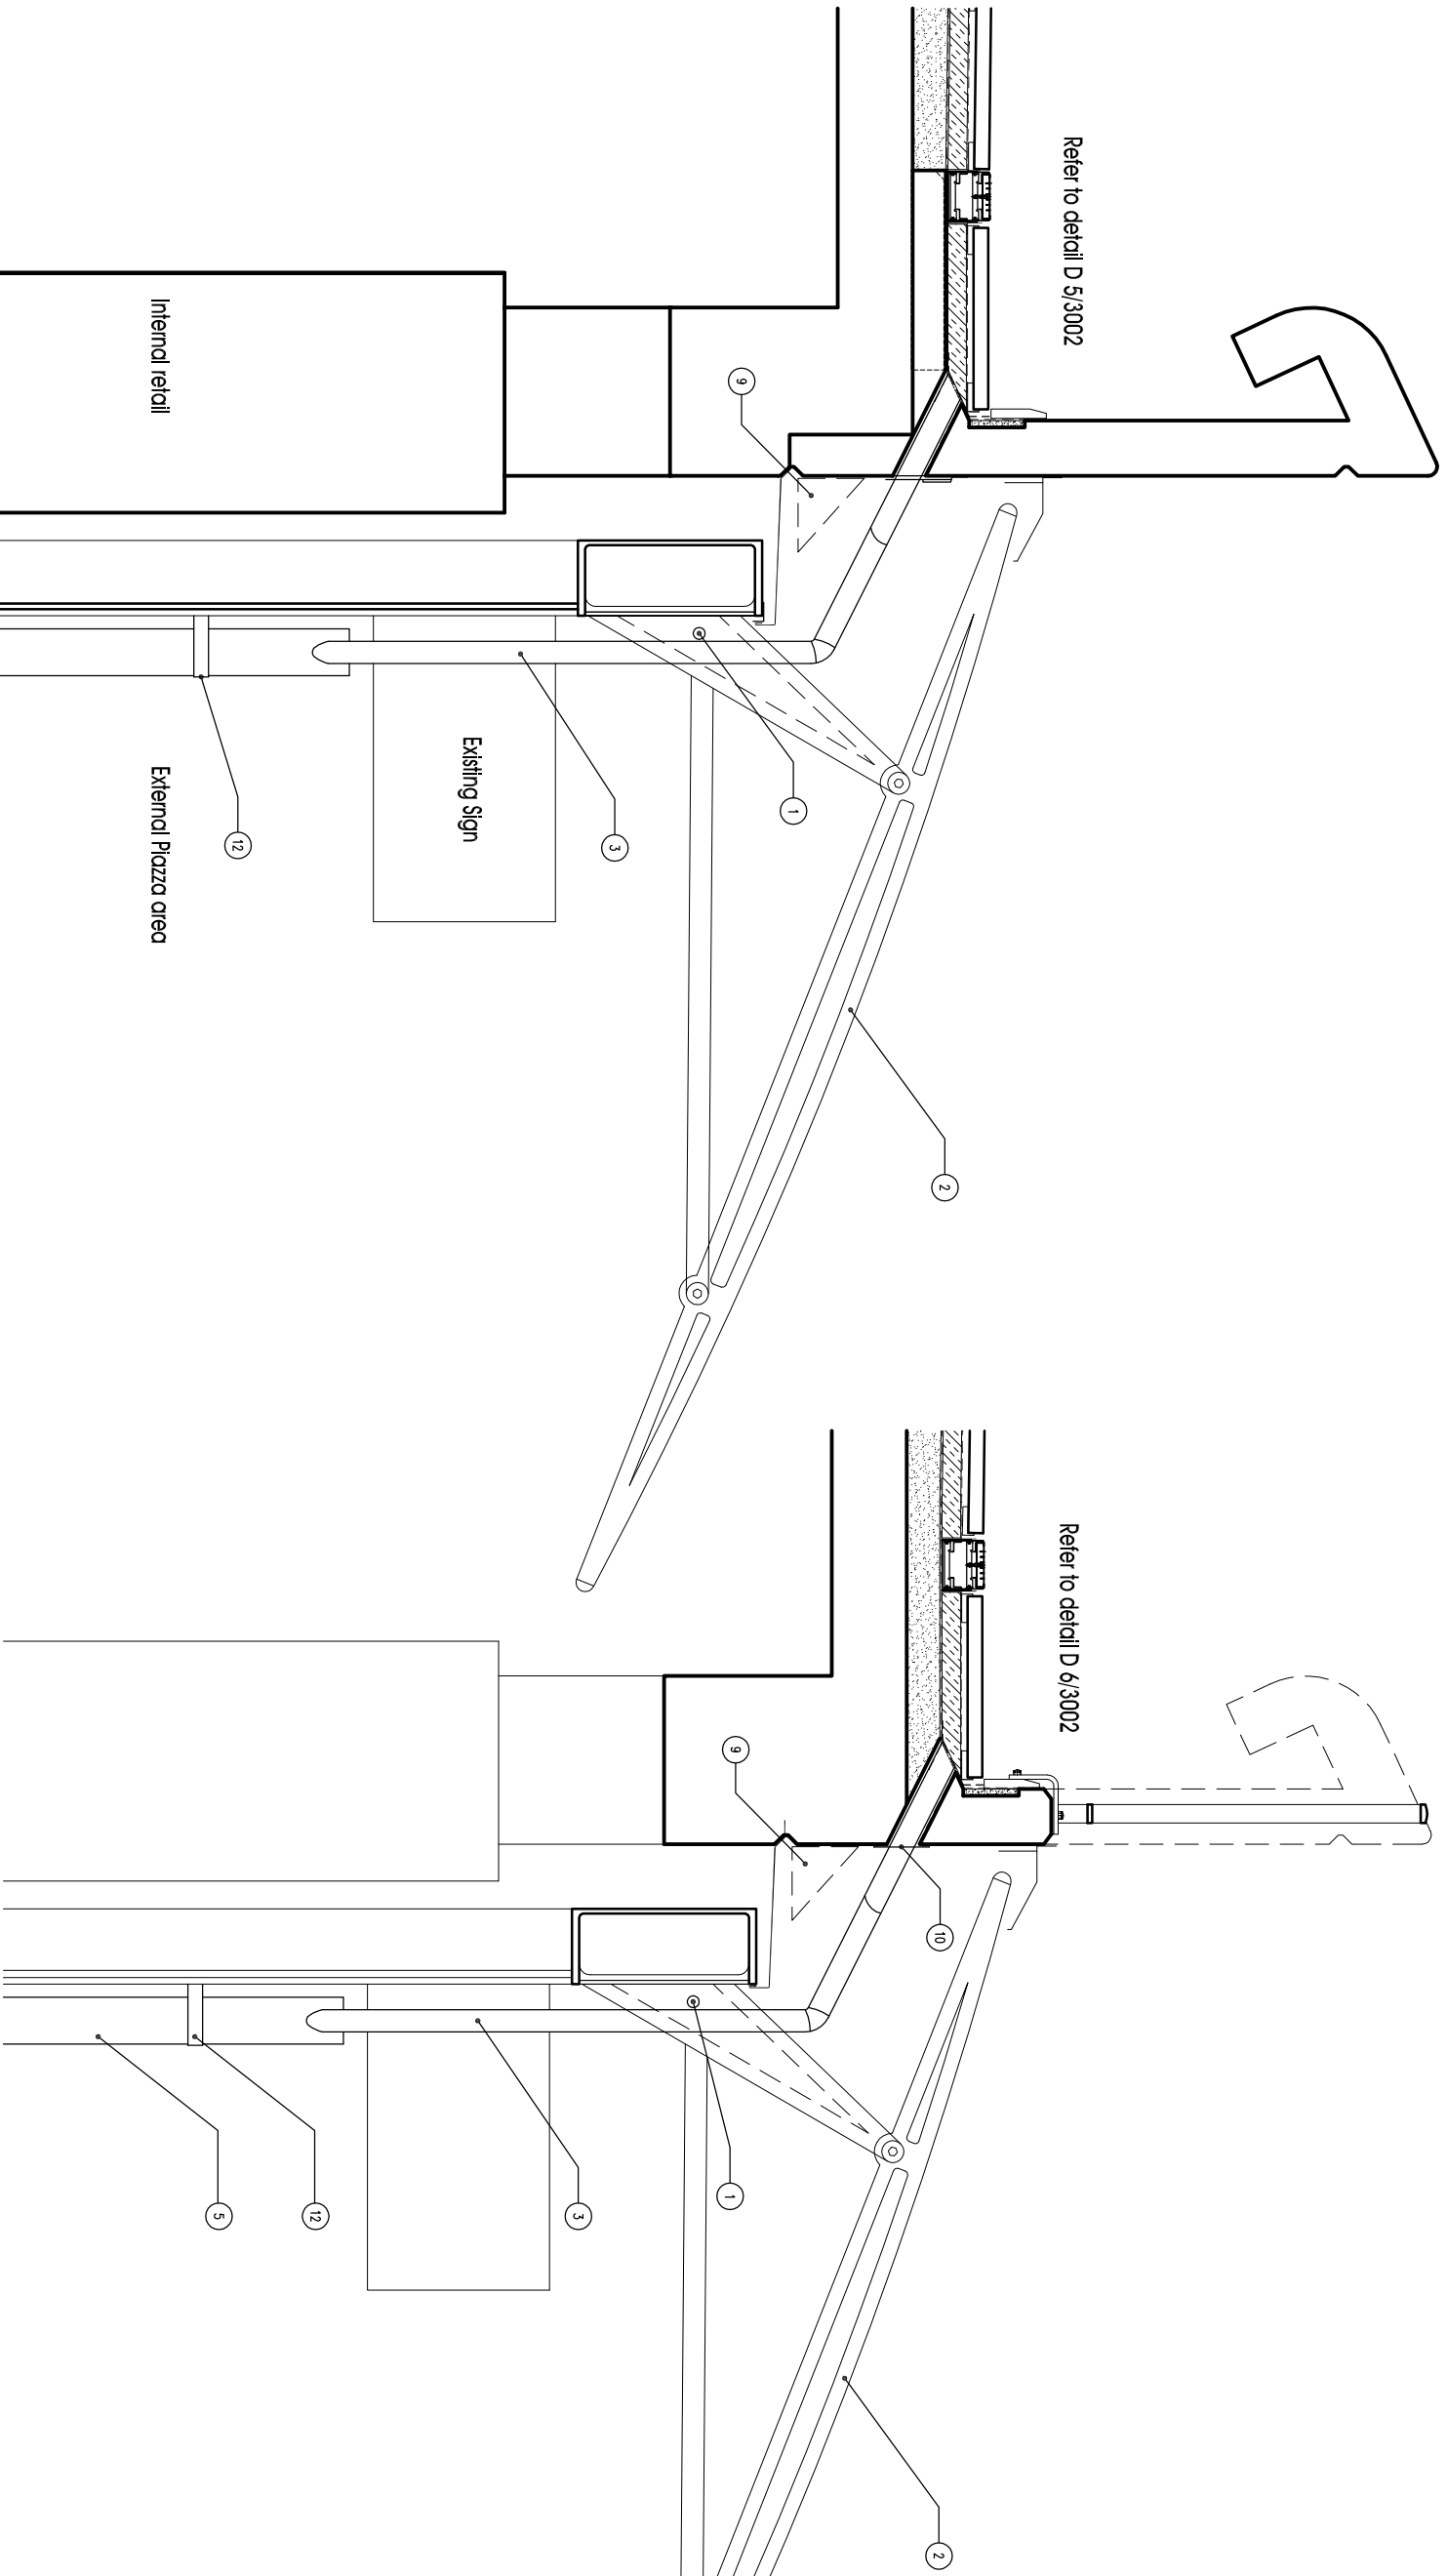 Refer to detail D 5/3002
9
Internal retail
1
Existing Sign
3
12
External Piazza area
2
Refer to detail D 6/3002
9
10
1
3
12
5
2